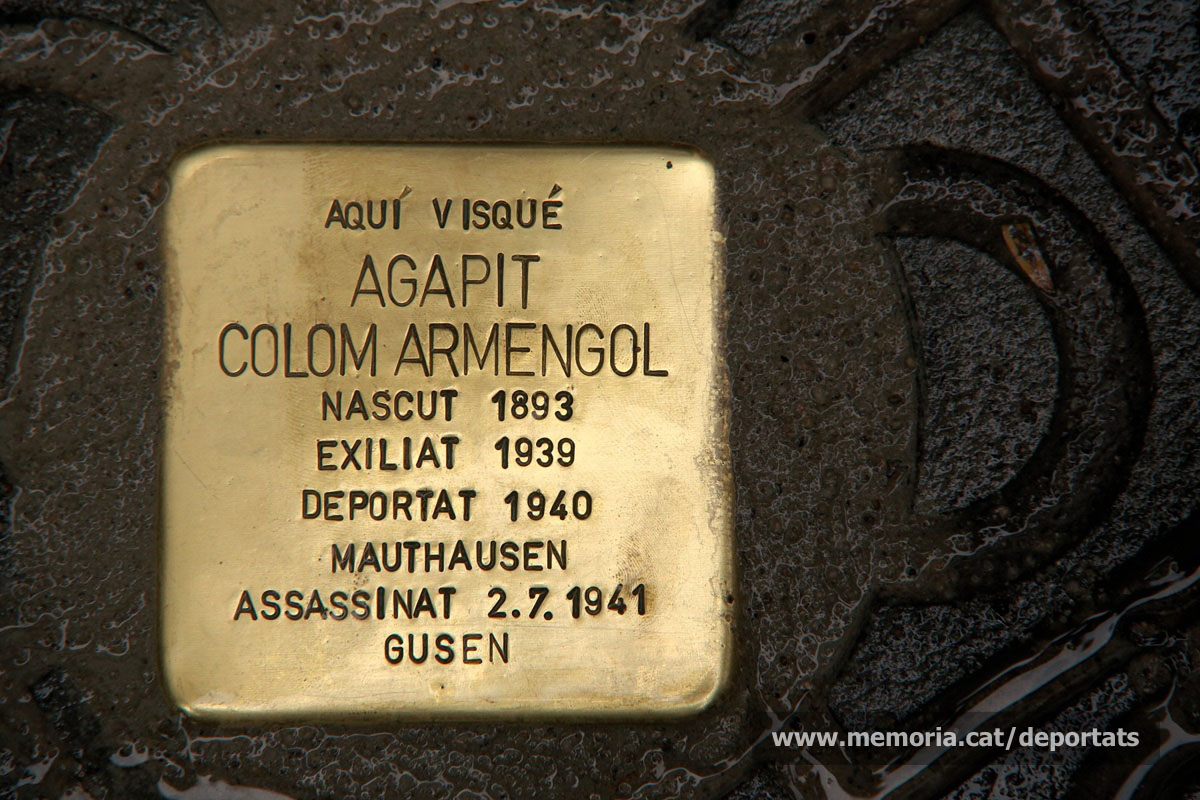 AQUÍ VISQUÉ
AGAPIT
COLOM ARMENGOL
NASCUT 1893
EXILIAT 1939
DEPORTAT 1940
MAUTHAUSEN
ASSASSINAT 2.7.1941
GUSEN
www.memoria.cat/deportats